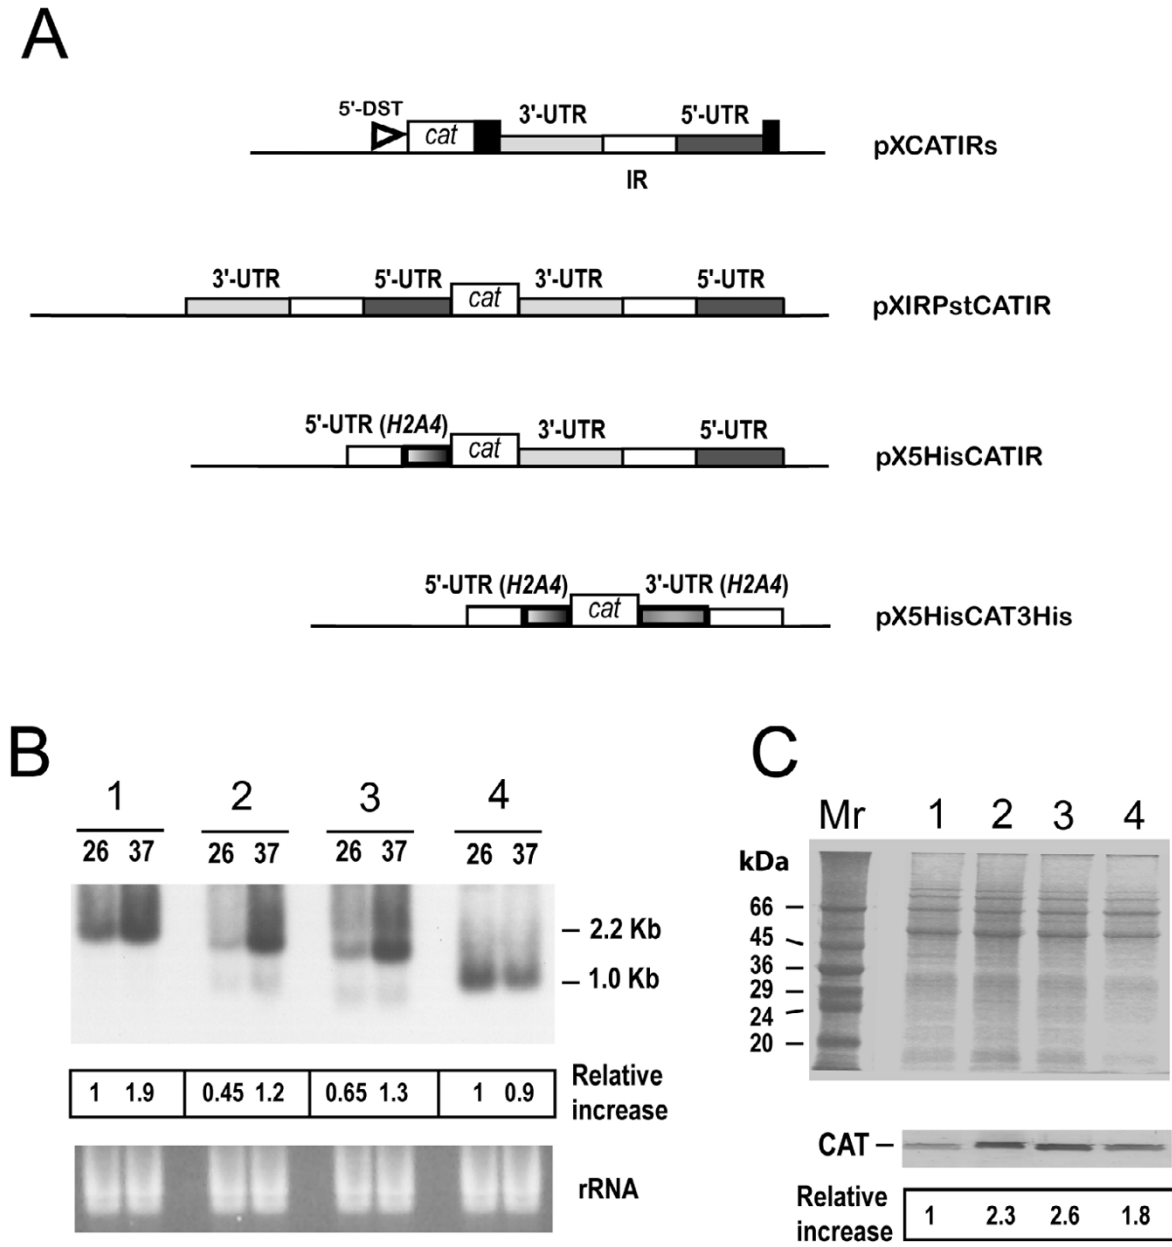 A
5'-DST
cat
3'-UTR
5'-UTR
IR
pXCATIRs
3'-UTR
5'-UTR
cat
3'-UTR
5'-UTR
pXIRPstCATIR
5'-UTR (H2A4)
cat
3'-UTR
5'-UTR
pX5HisCATIR
5'-UTR (H2A4)
cat
3'-UTR (H2A4)
pX5HisCAT3His
B
1 2 3 4
26 37 26 37 26 37 26 37
2.2 Kb
1.0 Kb
1 1.9 0.45 1.2 0.65 1.3 1 0.9
Relative
increase
rRNA
C
Mr 1 2 3 4
kDa
66
45
36
29
24
20
CAT
Relative
increase
1 2.3 2.6 1.8